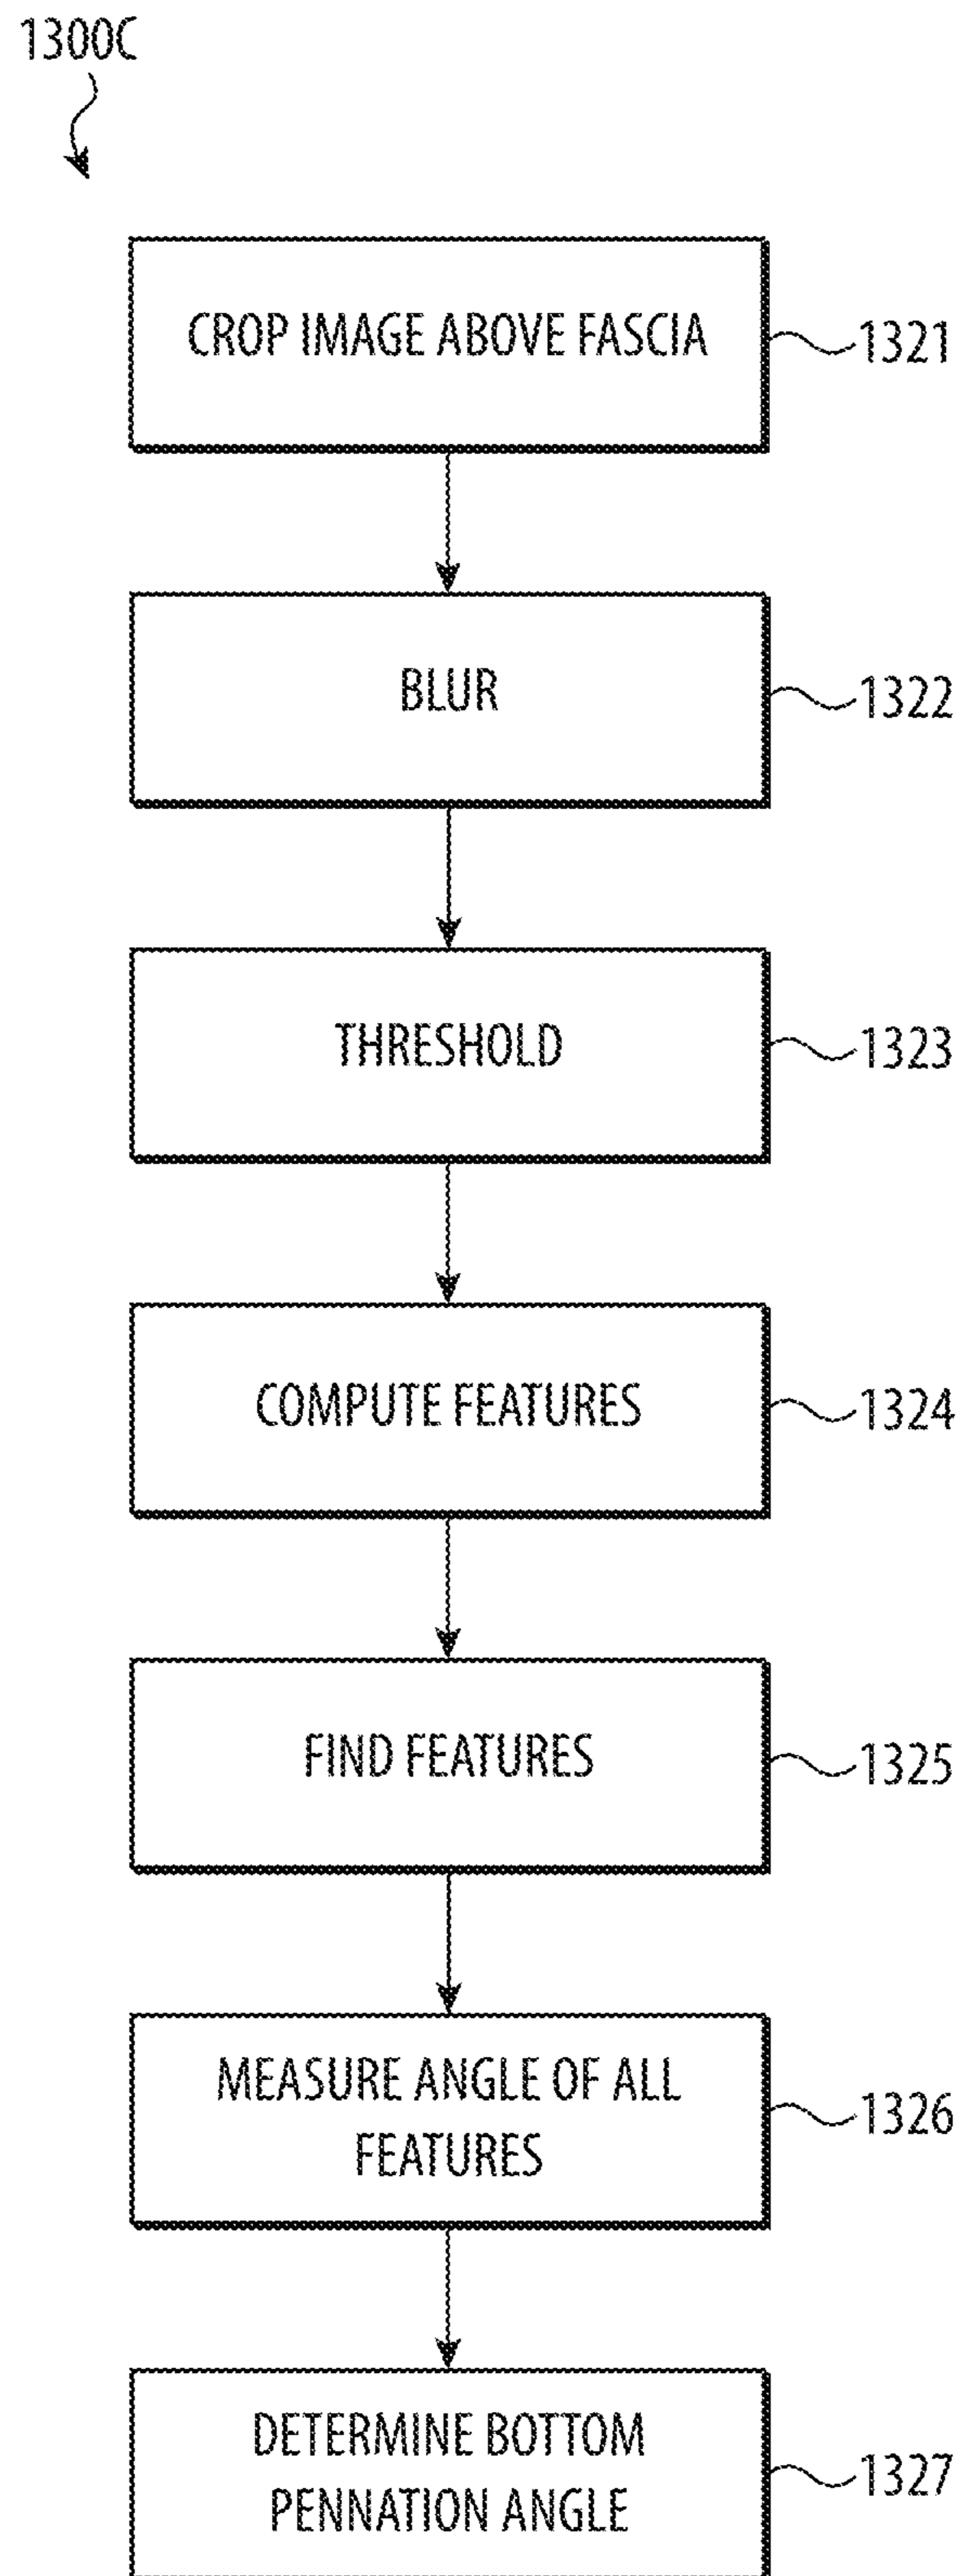 1300C
CROP IMAGE ABOVE FASCIA
1321
BLUR
1322
THRESHOLD
1323
COMPUTE FEATURES
1324
FIND FEATURES
1325
MEASURE ANGLE OF ALL
FEATURES
1326
DETERMINE BOTTOM
PENNATION ANGLE
1327